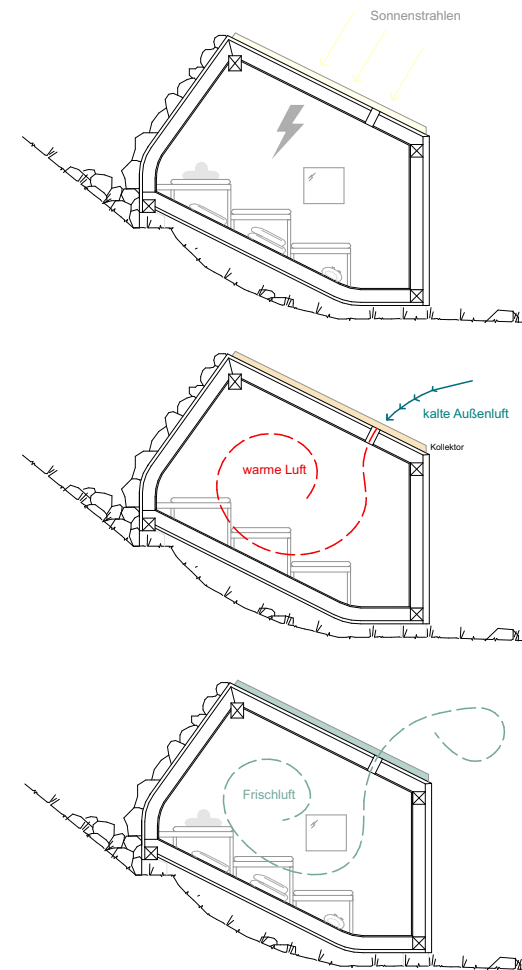 Sonnenstrahlen
kalte Außenluft
Kollektor
warme Luft
Frischluft